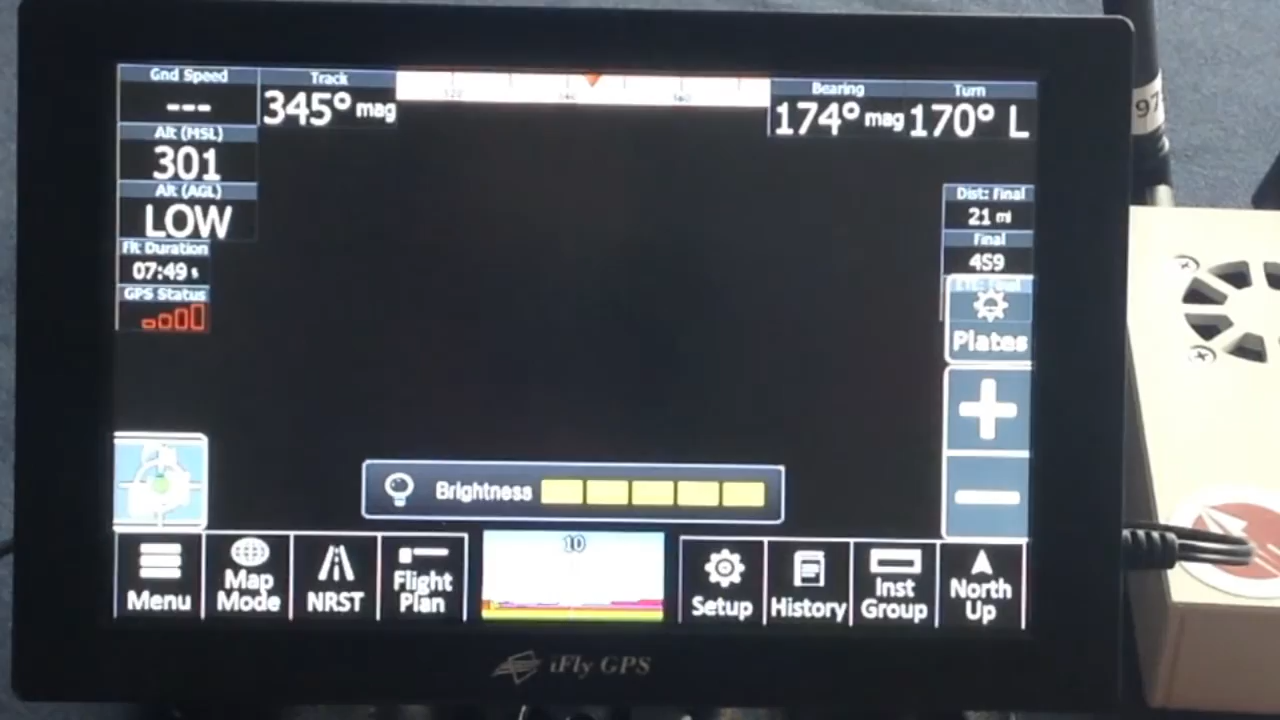 Gnd Speed
---
Track
345° mag
Bearing
174° mag
Turn
170° L
Alt (MSL)
301
Alt (AGL)
LOW
Flt Duration
07:49 s
GPS Status
Dist: Final
21 mi
Final
4S9
Plates
Brightness
10
Menu
Map
Mode
NRST
Flight
Plan
Setup
History
Inst
Group
North
Up
iFly GPS
97